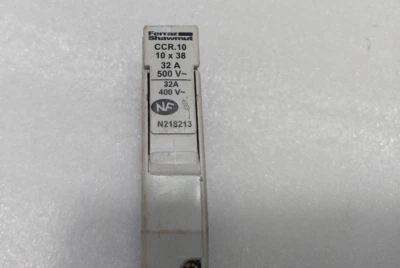 Ferraz
Shawmut
CCR.10
10 x 38
32 A
500 V~
32A
400 V~
NF
N218213